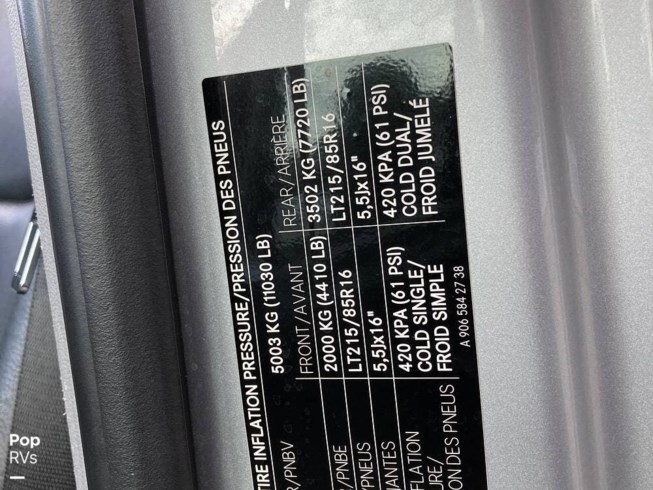 TIRE INFLATION PRESSURE/PRESSION DES PNEUS
R/PNBV 5003 KG (11030 LB)
FRONT/AVANT REAR/ARRIÈRE
/PNBE 2000 KG (4410 LB) 3502 KG (7720 LB)
PNEUS LT215/85R16 LT215/85R16
ANTES 5,5Jx16" 5,5Jx16"
FLATION 420 KPA (61 PSI) 420 KPA (61 PSI)
URE/ COLD SINGLE/ COLD DUAL/
ON DES PNEUS FROID SIMPLE FROID JUMELÉ
A 906 584 27 38
Pop
RVs